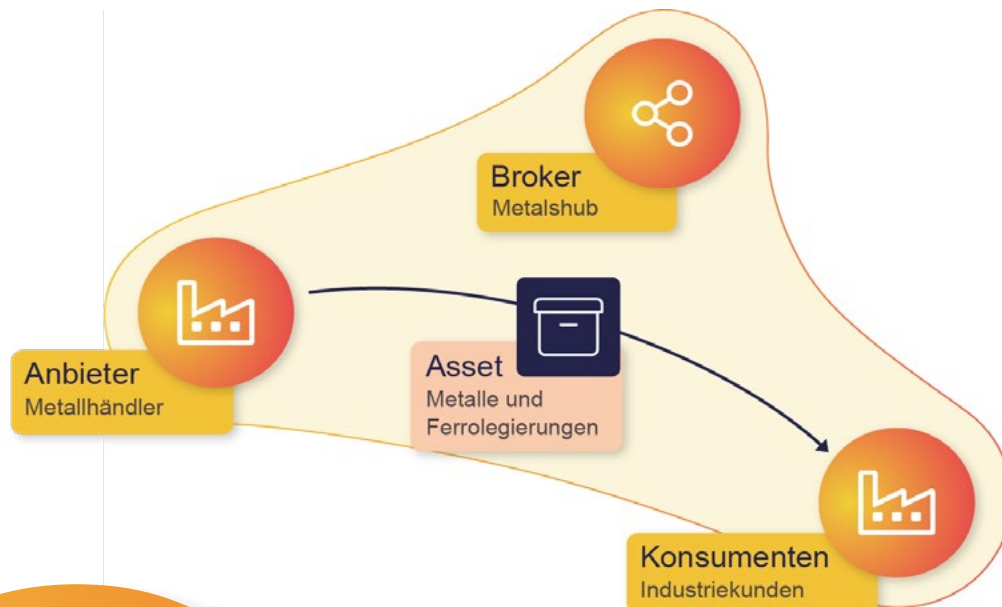 Broker
Metalshub
Anbieter
Metallhändler
Asset
Metalle und
Ferrolegierungen
Konsumenten
Industriekunden